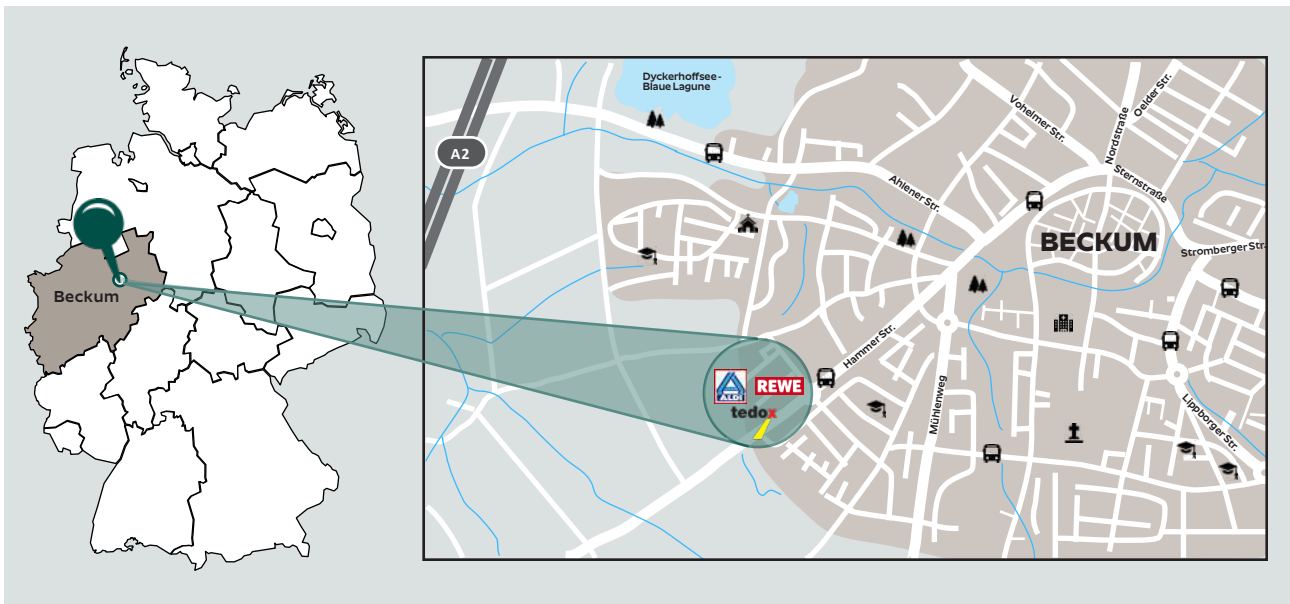 Beckum
Dyckerhoffsee-
Blaue Lagune
A2
Vohelmer Str.
Nordstraße
Oelder Str.
Sternstraße
Ahlener Str.
BECKUM
Stromberger Str.
Hammer Str.
ALDI
REWE
tedox
Mühlenweg
Lippborger Str.